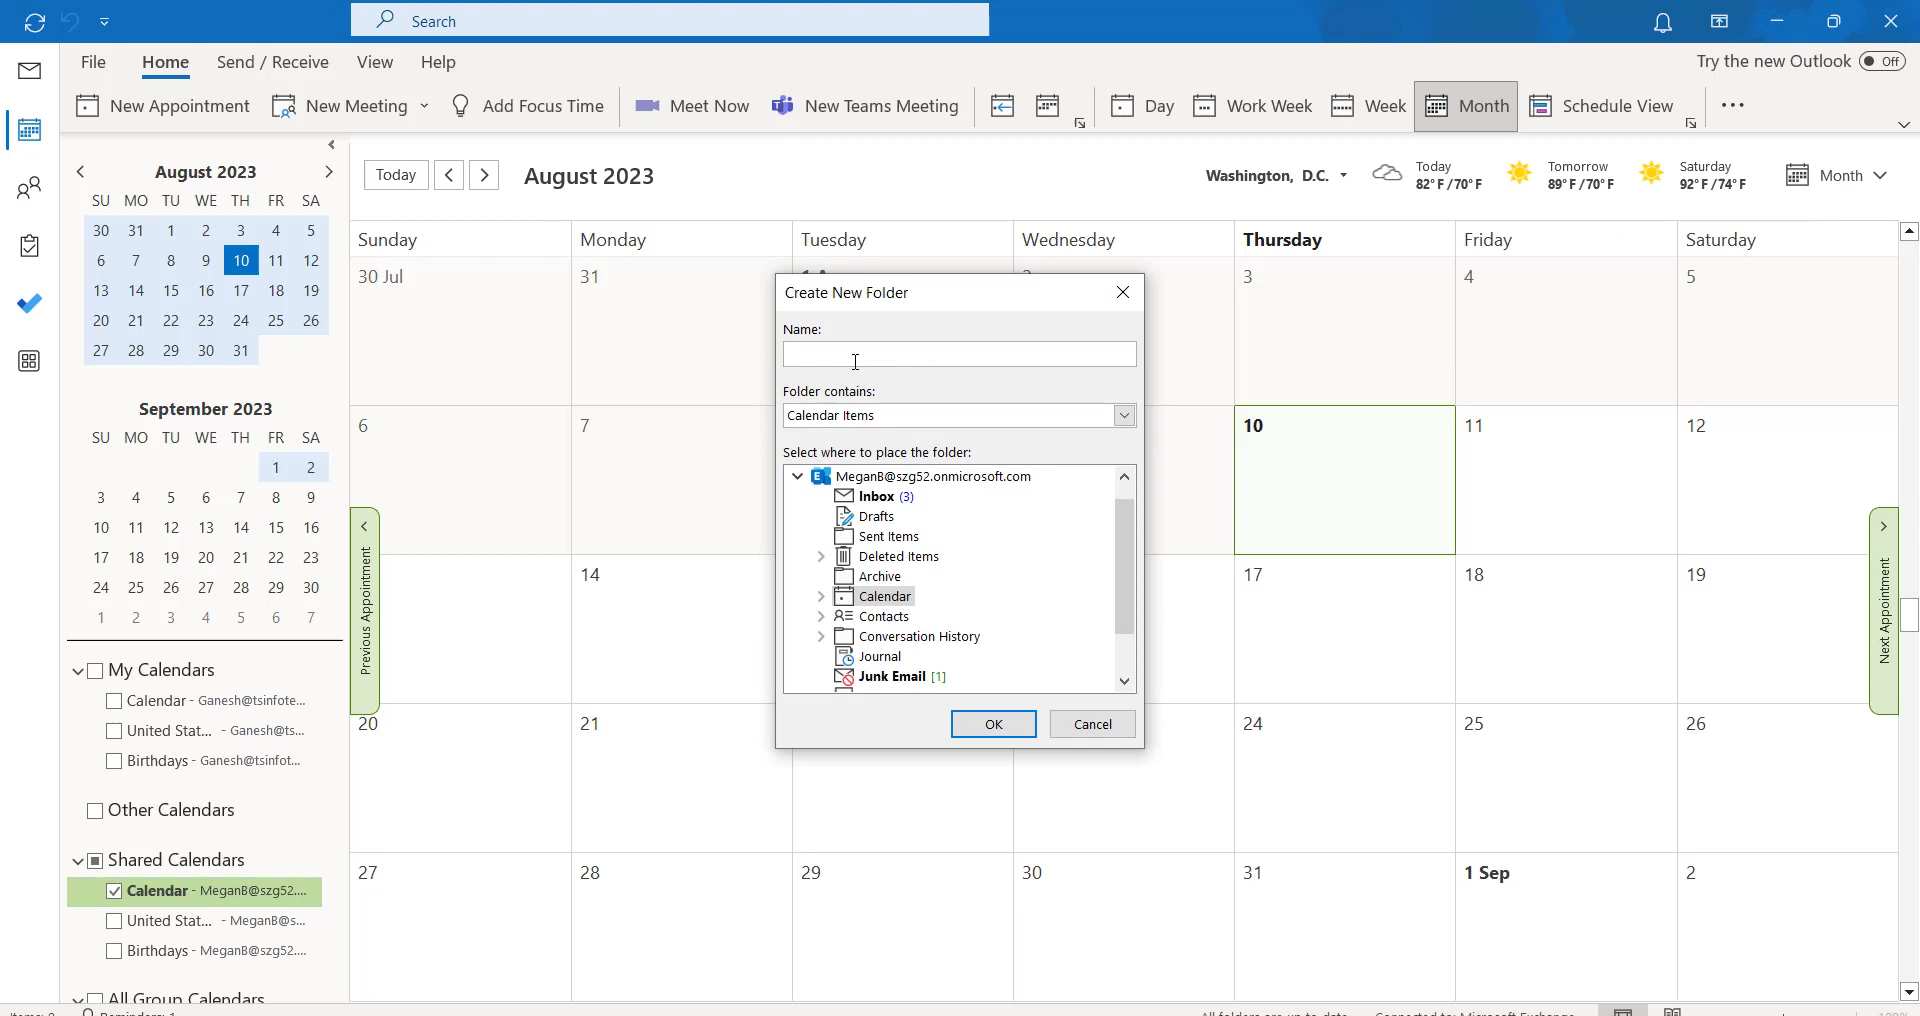 Search
File Home Send / Receive View Help
Try the new Outlook Off
New Appointment New Meeting Add Focus Time Meet Now New Teams Meeting Day Work Week Week Month Schedule View
August 2023
SU MO TU WE TH FR SA
30 31 1 2 3 4 5
6 7 8 9 10 11 12
13 14 15 16 17 18 19
20 21 22 23 24 25 26
27 28 29 30 31
September 2023
SU MO TU WE TH FR SA
1 2
3 4 5 6 7 8 9
10 11 12 13 14 15 16
17 18 19 20 21 22 23
24 25 26 27 28 29 30
1 2 3 4 5 6 7
My Calendars
Calendar - Ganesh@tsinfote...
United Stat... - Ganesh@ts...
Birthdays - Ganesh@tsinfot...
Other Calendars
Shared Calendars
Calendar - MeganB@szg52....
United Stat... - MeganB@s...
Birthdays - MeganB@szg52....
All Group Calendars
Today
August 2023
Washington, D.C.
Today
82°F/70°F
Tomorrow
89°F/70°F
Saturday
92°F/74°F
Month
Sunday Monday Tuesday Wednesday Thursday Friday Saturday
30 Jul 31 3 4 5
6 7 10 11 12
14 17 18 19
20 21 24 25 26
27 28 29 30 31 1 Sep 2
Previous Appointment
Next Appointment
Create New Folder
Name:
Folder contains:
Calendar Items
Select where to place the folder:
MeganB@szg52.onmicrosoft.com
Inbox (3)
Drafts
Sent Items
Deleted Items
Archive
Calendar
Contacts
Conversation History
Journal
Junk Email [1]
OK Cancel